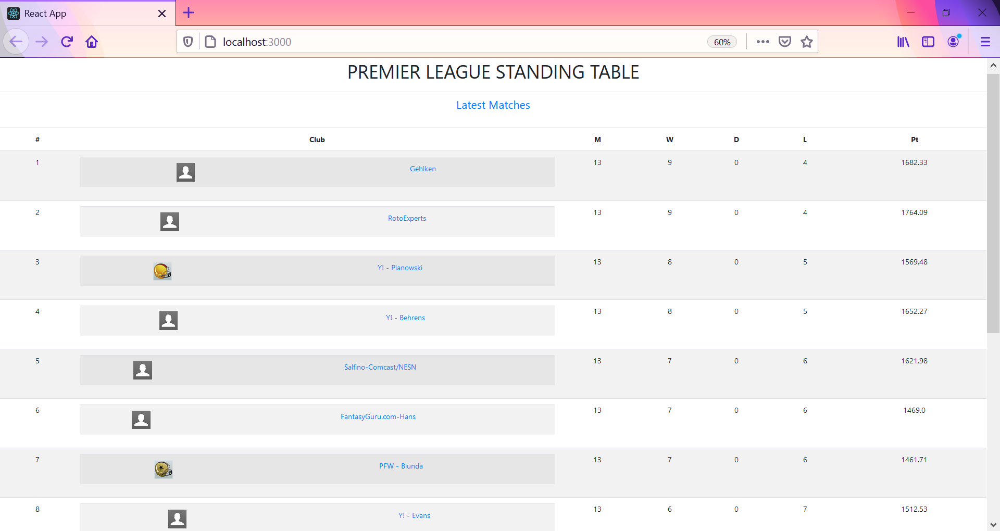 React App
localhost:3000
60%
PREMIER LEAGUE STANDING TABLE
Latest Matches
# Club M W D L Pt
1 Gehlken 13 9 0 4 1682.33
2 RotoExperts 13 9 0 4 1764.09
3 Y! - Pianowski 13 8 0 5 1569.48
4 Y! - Behrens 13 8 0 5 1652.27
5 Salfino-Comcast/NESN 13 7 0 6 1621.98
6 FantasyGuru.com-Hans 13 7 0 6 1469.0
7 PFW - Blunda 13 7 0 6 1461.71
8 Y! - Evans 13 6 0 7 1512.53